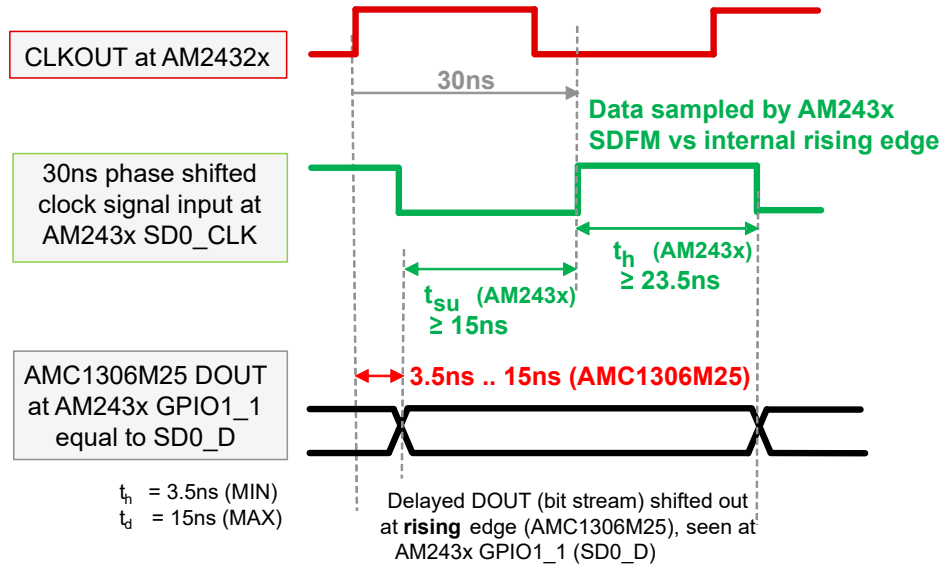 CLKOUT at AM2432x
30ns
Data sampled by AM243x
SDFM vs internal rising edge
30ns phase shifted
clock signal input at
AM243x SD0_CLK
th (AM243x)
≥ 23.5ns
tsu (AM243x)
≥ 15ns
AMC1306M25 DOUT
at AM243x GPIO1_1
equal to SD0_D
3.5ns .. 15ns (AMC1306M25)
th = 3.5ns (MIN)
td = 15ns (MAX)
Delayed DOUT (bit stream) shifted out
at rising edge (AMC1306M25), seen at
AM243x GPIO1_1 (SD0_D)